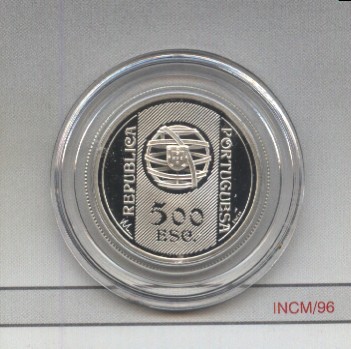 REPUBLICA
PORTUGUESA
500
ESC.
INCM/96